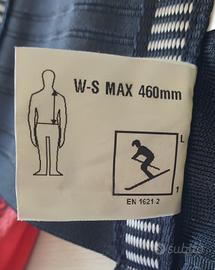 W-S MAX 460mm
L
1
EN 1621-2
subito